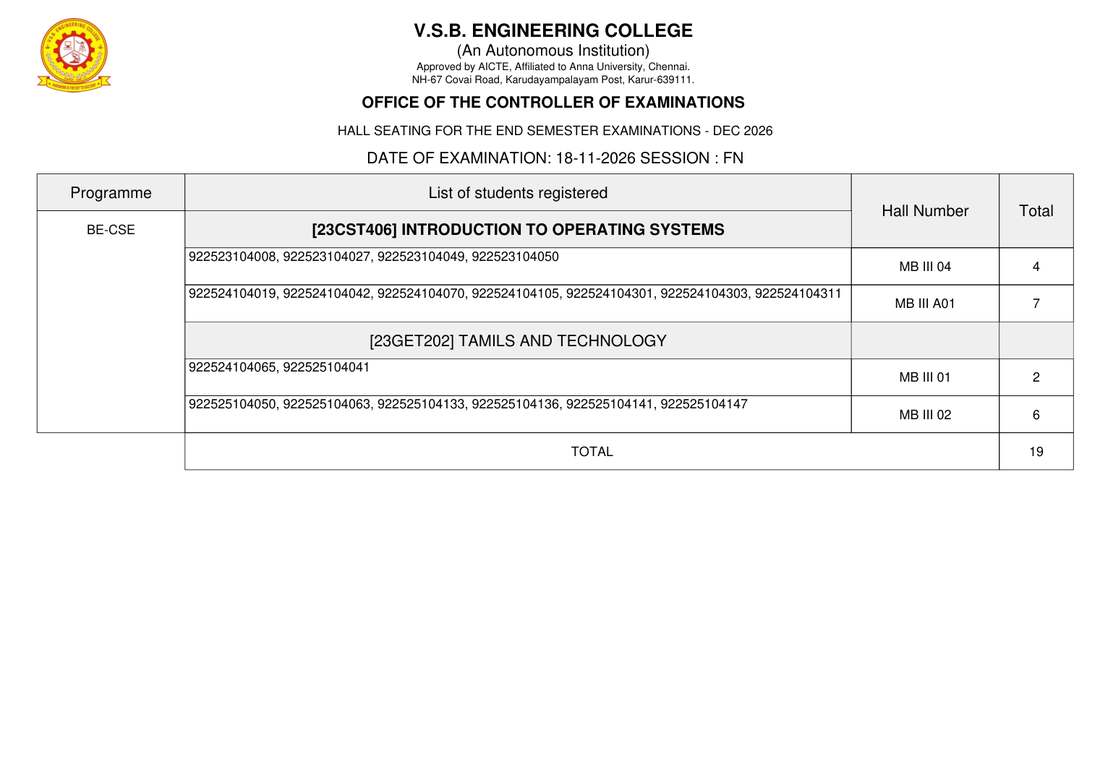 V.S.B. ENGINEERING COLLEGE
(An Autonomous Institution)
Approved by AICTE, Affiliated to Anna University, Chennai.
NH-67 Covai Road, Karudayampalayam Post, Karur-639111.
OFFICE OF THE CONTROLLER OF EXAMINATIONS
HALL SEATING FOR THE END SEMESTER EXAMINATIONS - DEC 2026
DATE OF EXAMINATION: 18-11-2026 SESSION : FN
Programme List of students registered Hall Number Total
BE-CSE [23CST406] INTRODUCTION TO OPERATING SYSTEMS
922523104008, 922523104027, 922523104049, 922523104050 MB III 04 4
922524104019, 922524104042, 922524104070, 922524104105, 922524104301, 922524104303, 922524104311 MB III A01 7
[23GET202] TAMILS AND TECHNOLOGY
922524104065, 922525104041 MB III 01 2
922525104050, 922525104063, 922525104133, 922525104136, 922525104141, 922525104147 MB III 02 6
TOTAL 19